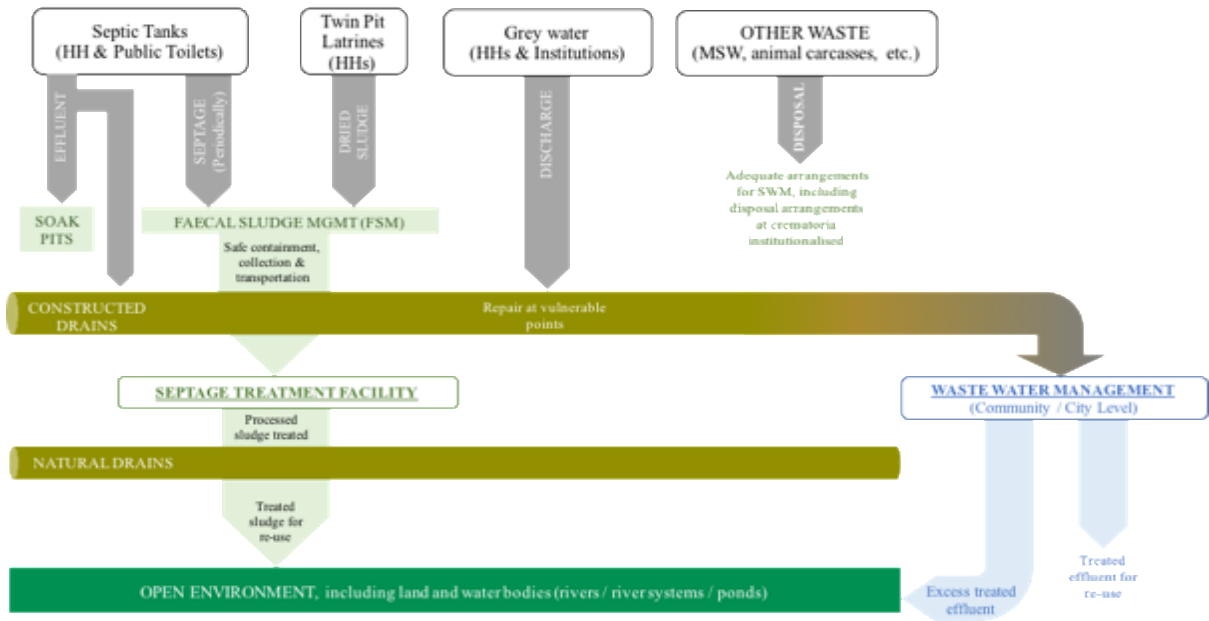 Septic Tanks
(HH & Public Toilets)
Twin Pit
Latrines
(HHs)
Grey water
(HHs & Institutions)
OTHER WASTE
(MSW, animal carcasses, etc.)
EFFLUENT
SEPTAGE
(Periodically)
DRIED
SLUDGE
DISCHARGE
DISPOSAL
Adequate arrangements
for SWM, including
disposal arrangements
at crematoria
institutionalised
SOAK
PITS
FAECAL SLUDGE MGMT (FSM)
Safe containment,
collection &
transportation
CONSTRUCTED
DRAINS
Repair at vulnerable
points
SEPTAGE TREATMENT FACILITY
WASTE WATER MANAGEMENT
(Community / City Level)
Processed
sludge treated
NATURAL DRAINS
Treated
sludge for
re-use
Treated
effluent for
re-use
OPEN ENVIRONMENT, including land and water bodies (rivers / river systems / ponds)
Excess treated
effluent